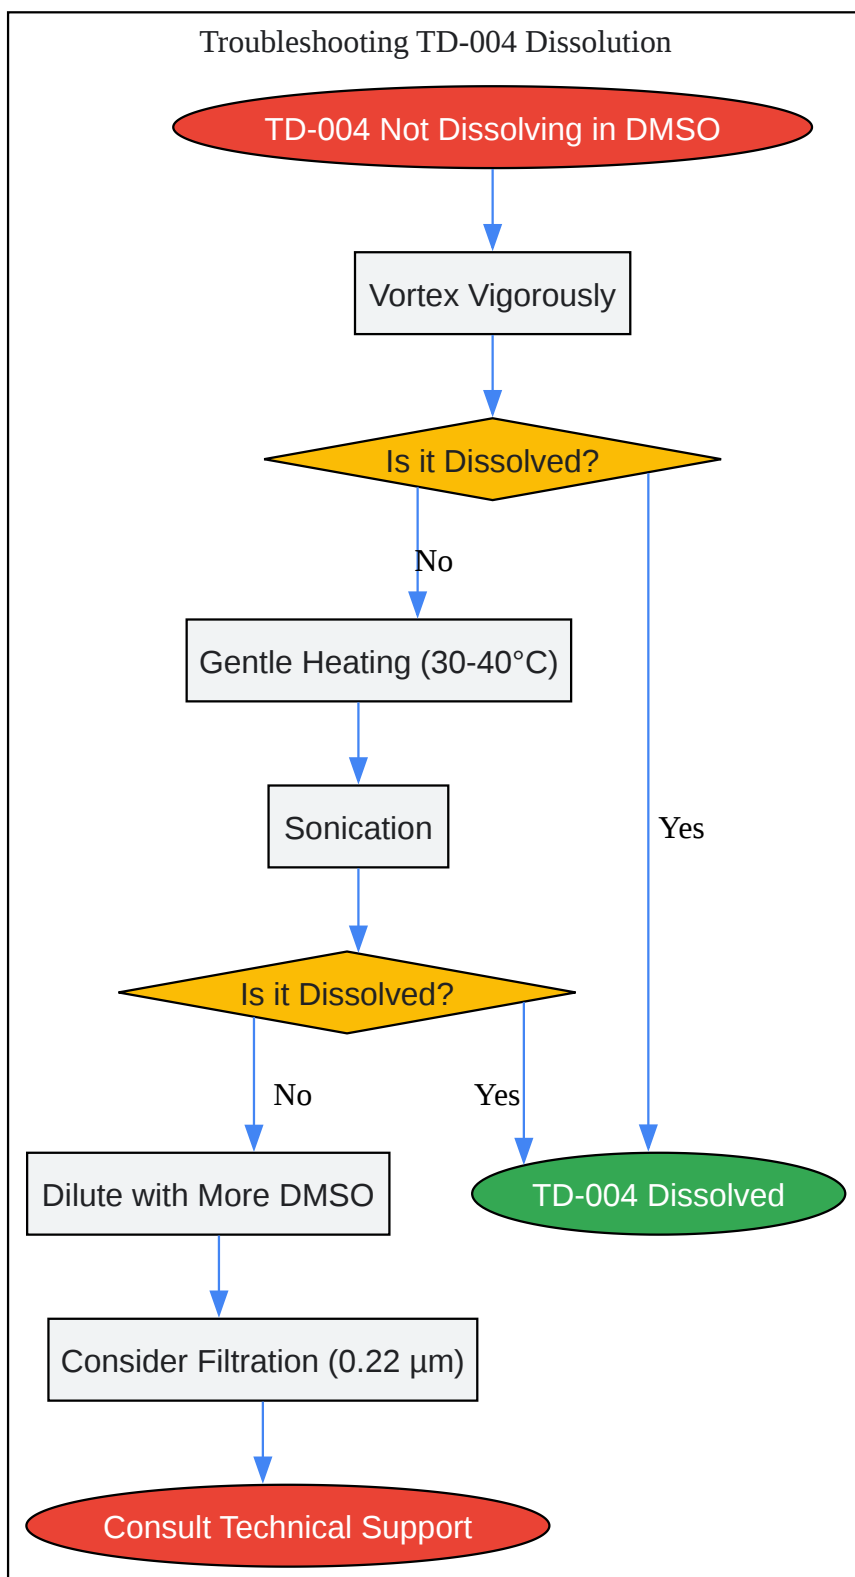 Troubleshooting TD-004 Dissolution
TD-004 Not Dissolving in DMSO
Vortex Vigorously
Is it Dissolved?
No
Gentle Heating (30-40°C)
Sonication
Yes
Is it Dissolved?
No
Yes
Dilute with More DMSO
TD-004 Dissolved
Consider Filtration (0.22 µm)
Consult Technical Support